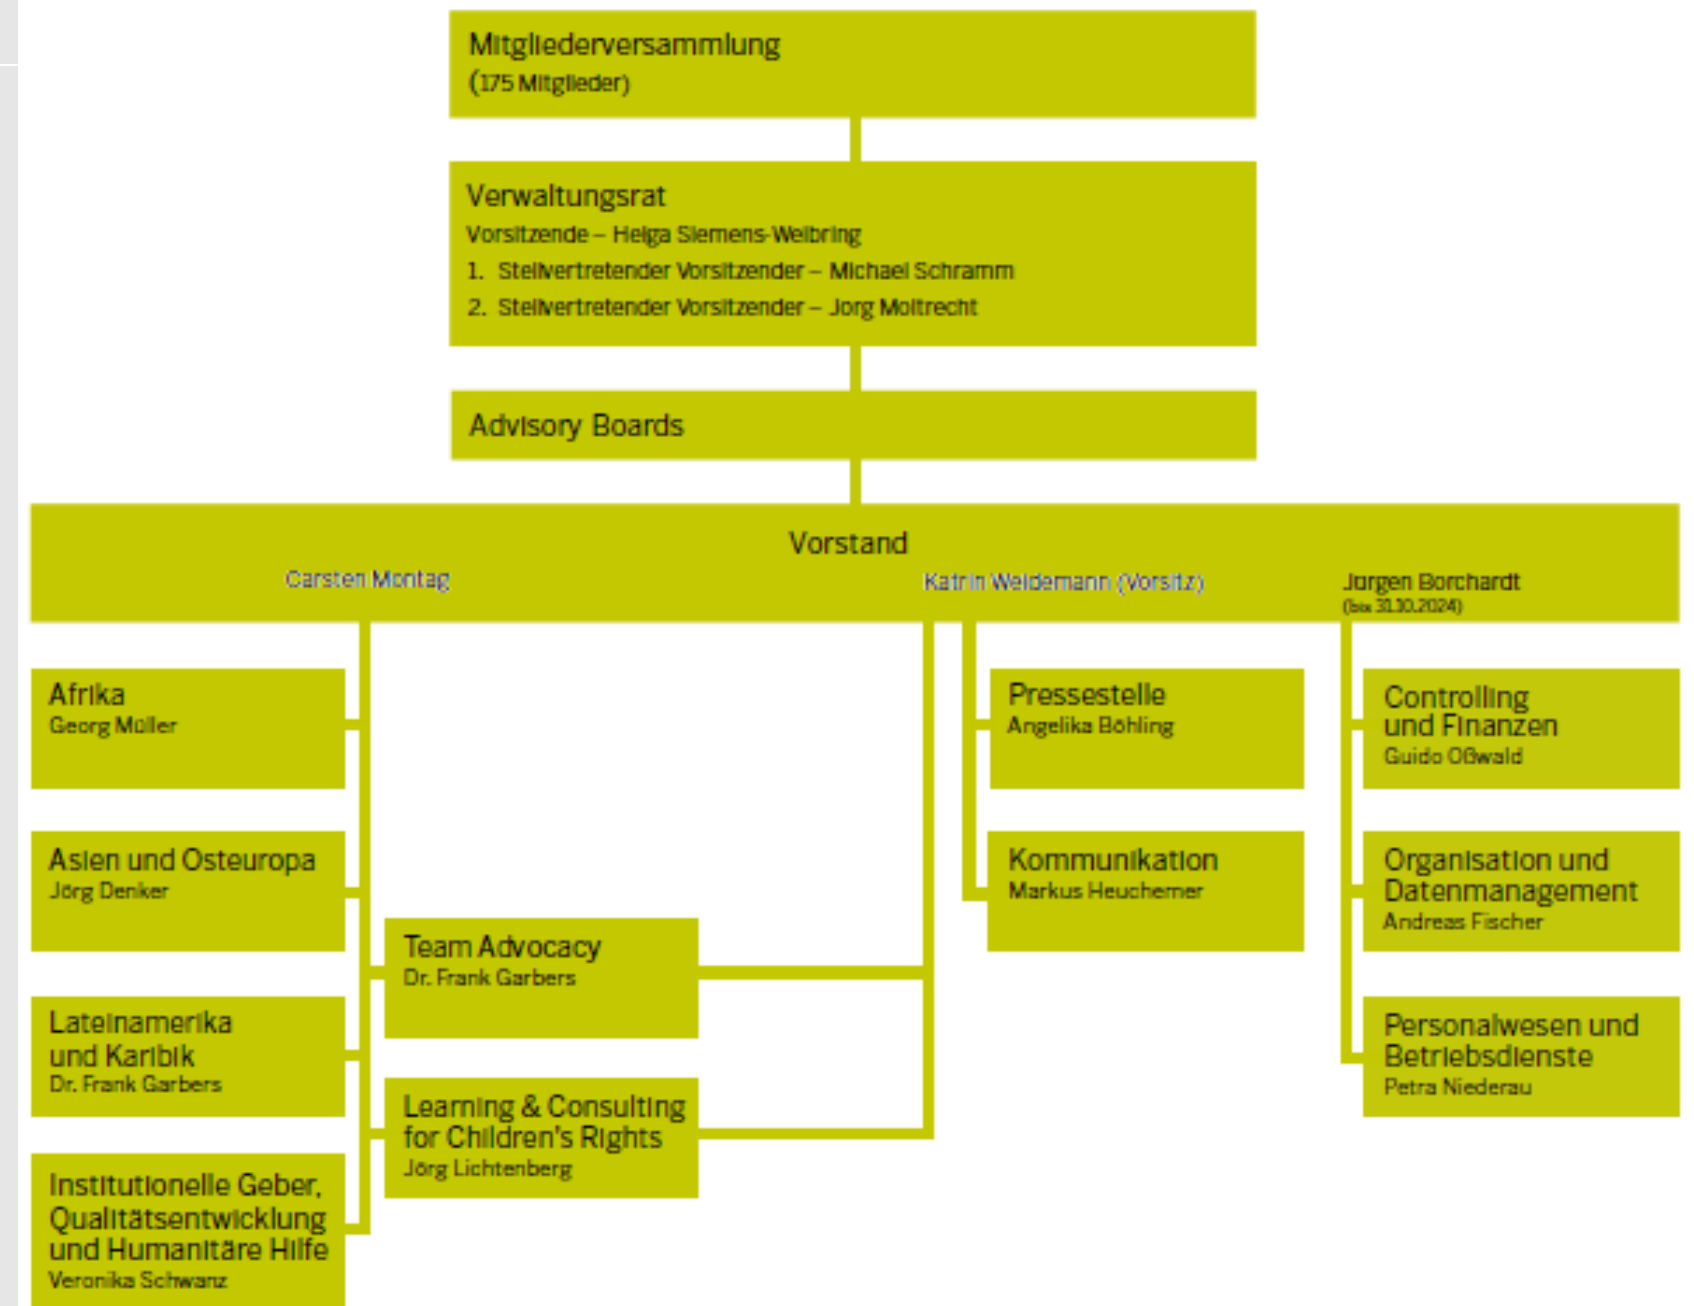 Mitgliederversammlung
(175 Mitglieder)
Verwaltungsrat
Vorsitzende – Helga Siemens-Weibring
1. Stellvertretender Vorsitzender – Michael Schramm
2. Stellvertretender Vorsitzender – Jörg Moltrecht
Advisory Boards
Vorstand
Carsten Montag
Katrin Weidemann (Vorsitz)
Jürgen Borchardt
(bis 31.10.2024)
Afrika
Georg Müller
Asien und Osteuropa
Jörg Denker
Lateinamerika
und Karibik
Dr. Frank Garbers
Institutionelle Geber,
Qualitätsentwicklung
und Humanitäre Hilfe
Veronika Schwanz
Team Advocacy
Dr. Frank Garbers
Learning & Consulting
for Children's Rights
Jörg Lichtenberg
Pressestelle
Angelika Böhling
Kommunikation
Markus Heuchemer
Controlling
und Finanzen
Guido Oßwald
Organisation und
Datenmanagement
Andreas Fischer
Personalwesen und
Betriebsdienste
Petra Niederau